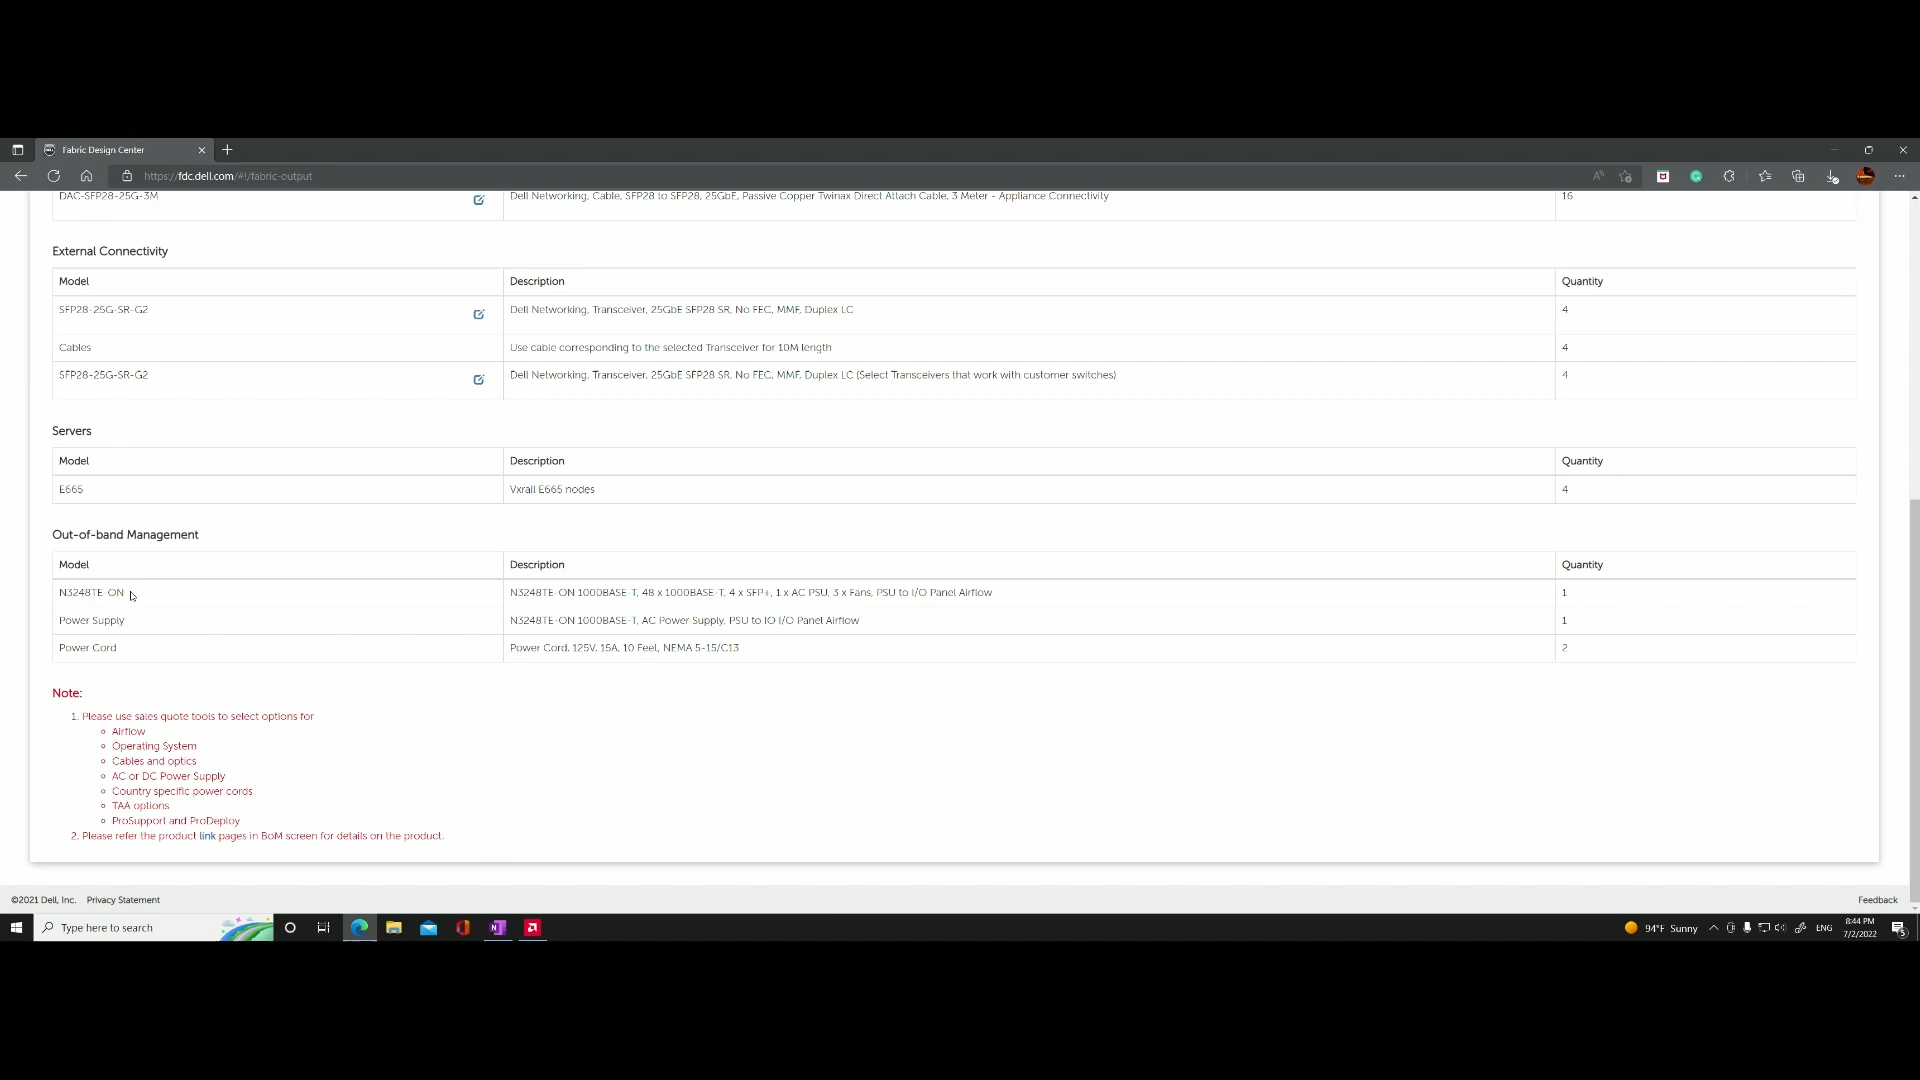 Fabric Design Center
https://fdc.dell.com/#!/fabric-output
DAC-SFP28-25G-3M Dell Networking, Cable, SFP28 to SFP28, 25GbE, Passive Copper Twinax Direct Attach Cable, 3 Meter - Appliance Connectivity 16
External Connectivity
Model Description Quantity
SFP28-25G-SR-G2 Dell Networking, Transceiver, 25GbE SFP28 SR, No FEC, MMF, Duplex LC 4
Cables Use cable corresponding to the selected Transceiver for 10M length 4
SFP28-25G-SR-G2 Dell Networking, Transceiver, 25GbE SFP28 SR, No FEC, MMF, Duplex LC (Select Transceivers that work with customer switches) 4
Servers
Model Description Quantity
E665 Vxrail E665 nodes 4
Out-of-band Management
Model Description Quantity
N3248TE-ON N3248TE-ON 1000BASE-T, 48 x 1000BASE-T, 4 x SFP+, 1 x AC PSU, 3 x Fans, PSU to I/O Panel Airflow 1
Power Supply N3248TE-ON 1000BASE-T, AC Power Supply, PSU to IO I/O Panel Airflow 1
Power Cord Power Cord, 125V, 15A, 10 Feet, NEMA 5-15/C13 2
Note:
1. Please use sales quote tools to select options for
Airflow
Operating System
Cables and optics
AC or DC Power Supply
Country specific power cords
TAA options
ProSupport and ProDeploy
2. Please refer the product link pages in BoM screen for details on the product.
©2021 Dell, Inc. Privacy Statement Feedback
Type here to search
94°F Sunny ENG
8:44 PM
7/2/2022
5